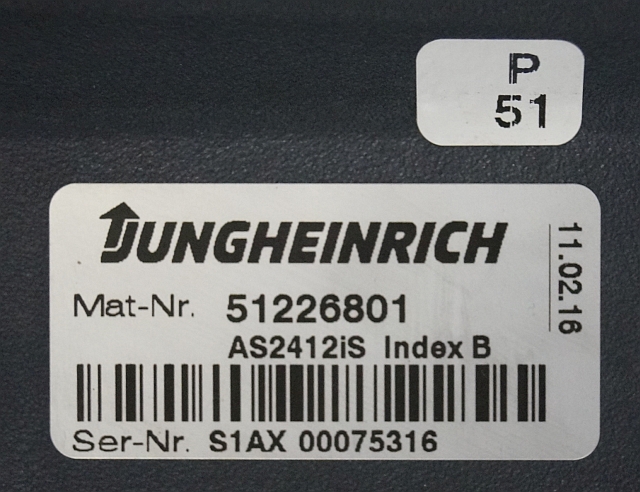 P
51
JUNGHEINRICH
11.02.16
Mat-Nr. 51226801
AS2412iS Index B
Ser-Nr. S1AX 00075316